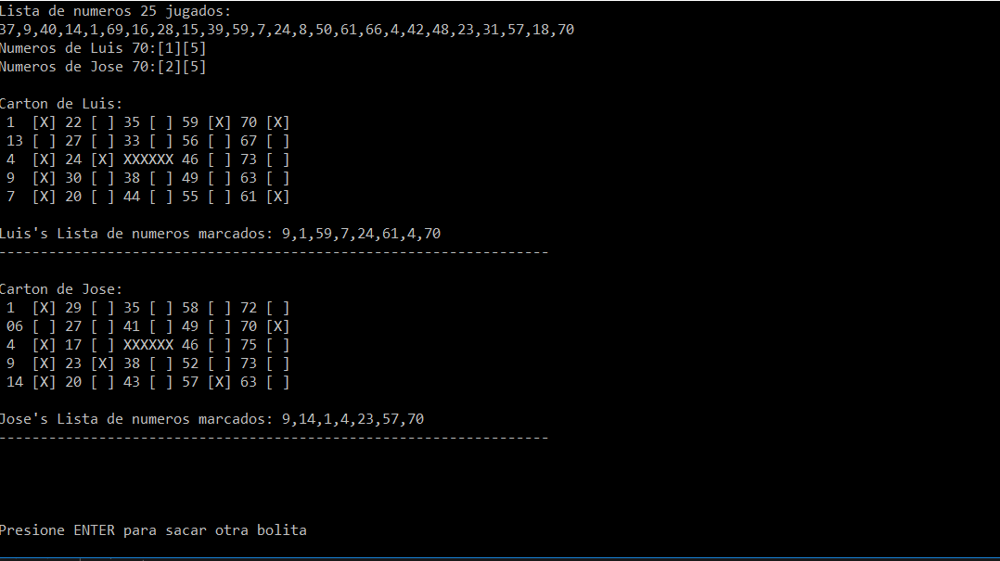 Lista de numeros 25 jugados:
37,9,40,14,1,69,16,28,15,39,59,7,24,8,50,61,66,4,42,48,23,31,57,18,70
Numeros de Luis 70:[1][5]
Numeros de Jose 70:[2][5]
Carton de Luis:
1  [X] 22 [ ] 35 [ ] 59 [X] 70 [X]
13 [ ] 27 [ ] 33 [ ] 56 [ ] 67 [ ]
4  [X] 24 [X] XXXXXX 46 [ ] 73 [ ]
9  [X] 30 [ ] 38 [ ] 49 [ ] 63 [ ]
7  [X] 20 [ ] 44 [ ] 55 [ ] 61 [X]
Luis's Lista de numeros marcados: 9,1,59,7,24,61,4,70
------------------------------------------------------------------
Carton de Jose:
1  [X] 29 [ ] 35 [ ] 58 [ ] 72 [ ]
06 [ ] 27 [ ] 41 [ ] 49 [ ] 70 [X]
4  [X] 17 [ ] XXXXXX 46 [ ] 75 [ ]
9  [X] 23 [X] 38 [ ] 52 [ ] 73 [ ]
14 [X] 20 [ ] 43 [ ] 57 [X] 63 [ ]
Jose's Lista de numeros marcados: 9,14,1,4,23,57,70
------------------------------------------------------------------
Presione ENTER para sacar otra bolita